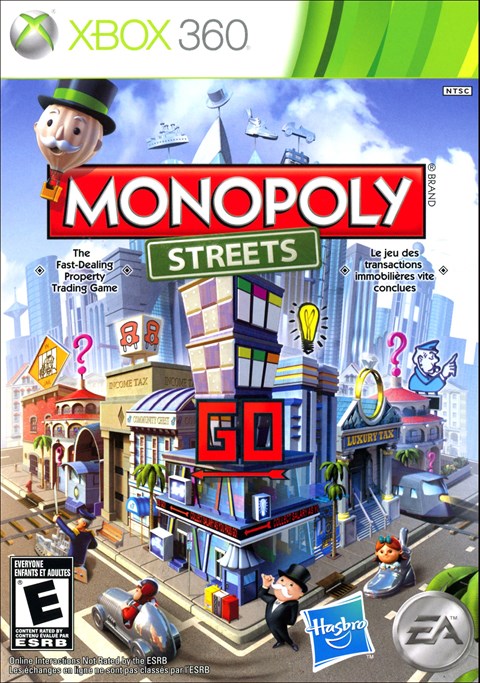 XBOX 360
NTSC
MONOPOLY
® BRAND
STREETS
The
Fast-Dealing
Property
Trading Game
Le jeu des
transactions
immobilières vite
conclues
INCOME TAX
COMMUNITY CHEST
GO
LUXURY TAX
EVERYONE
ENFANTS ET ADULTES
E
CONTENT RATED BY
CONTENU ÉVALUÉ PAR
ESRB
Online Interactions Not Rated by the ESRB
Les échanges en ligne ne sont pas classés par l'ESRB
Hasbro
™
EA